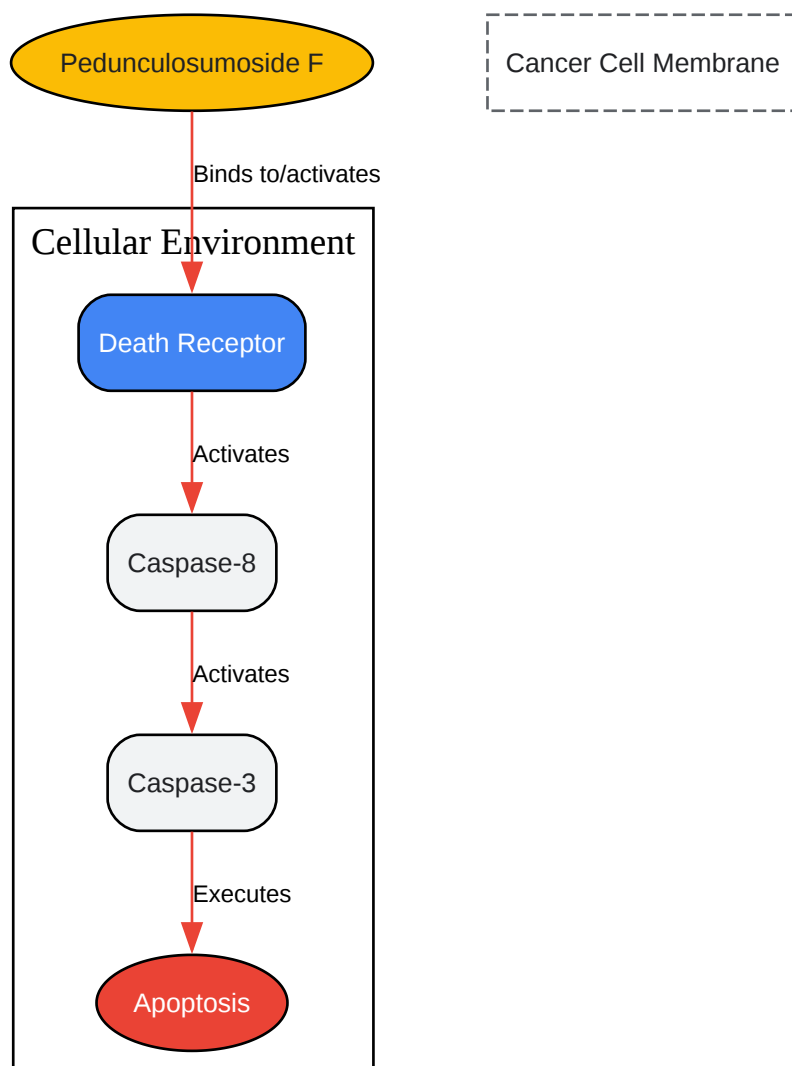 Pedunculosumoside F
Cancer Cell Membrane
Binds to/activates
Cellular Environment
Death Receptor
Activates
Caspase-8
Activates
Caspase-3
Executes
Apoptosis